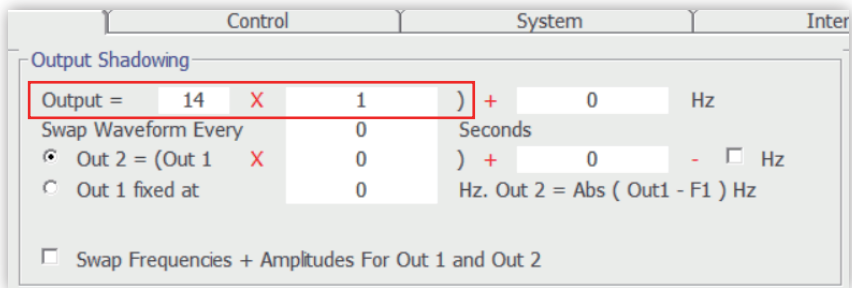 Control System Inter
Output Shadowing
Output = 14 X 1 ) + 0 Hz
Swap Waveform Every 0 Seconds
Out 2 = (Out 1 X 0 ) + 0 - Hz
Out 1 fixed at 0 Hz. Out 2 = Abs ( Out1 - F1 ) Hz
Swap Frequencies + Amplitudes For Out 1 and Out 2